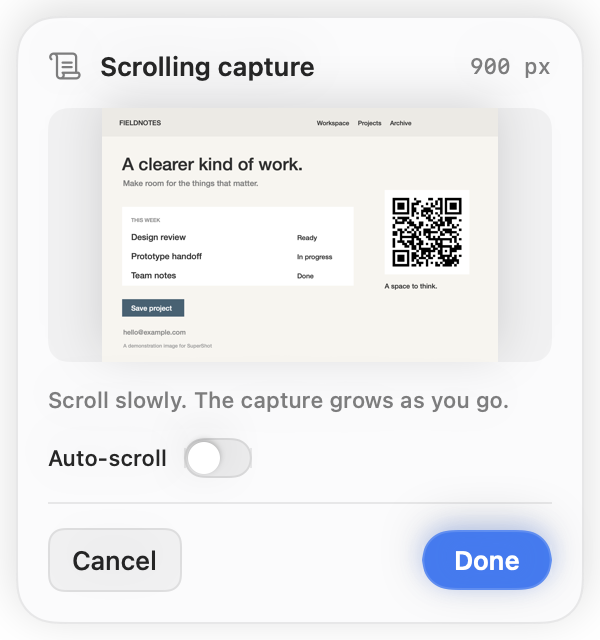 Scrolling capture
900 px
FIELDNOTES
Workspace Projects Archive
A clearer kind of work.
Make room for the things that matter.
THIS WEEK
Design review Ready
Prototype handoff In progress
Team notes Done
A space to think.
Save project
hello@example.com
A demonstration image for SuperShot
Scroll slowly. The capture grows as you go.
Auto-scroll
Cancel
Done